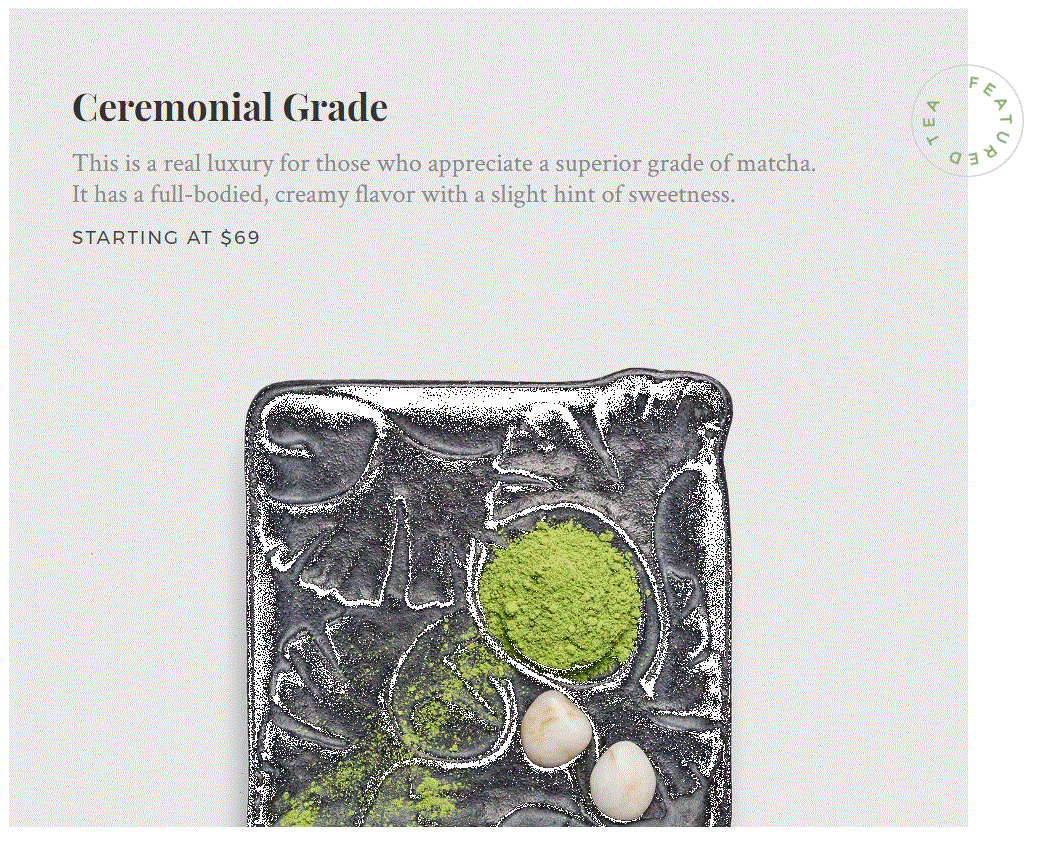 Ceremonial Grade
This is a real luxury for those who appreciate a superior grade of matcha.
It has a full-bodied, creamy flavor with a slight hint of sweetness.
STARTING AT $69
FEATURED TEA